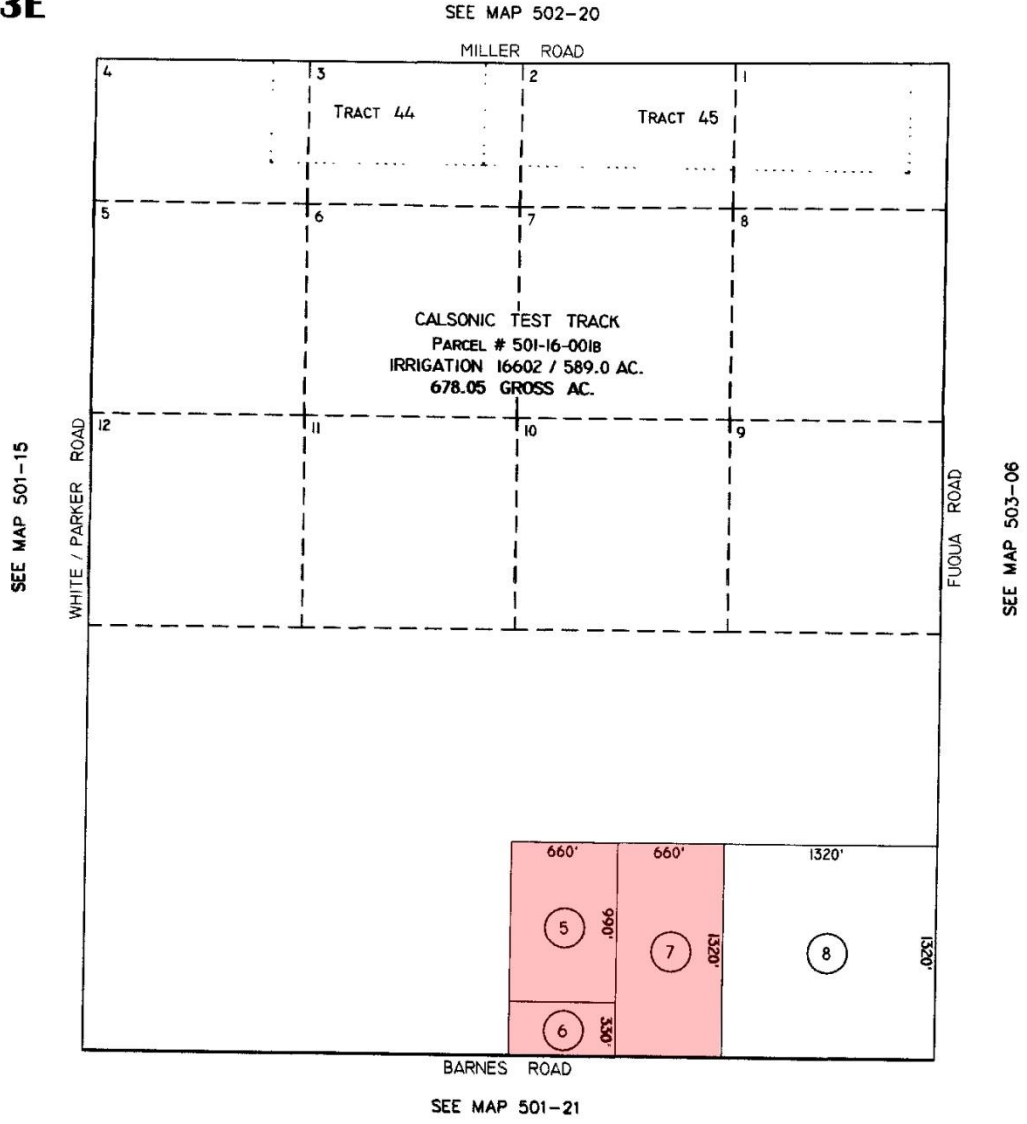 3E
SEE MAP 502-20
MILLER ROAD
4
3
2
1
TRACT 44
TRACT 45
5
6
7
8
CALSONIC TEST TRACK
PARCEL # 501-16-001B
IRRIGATION 16602 / 589.0 AC.
678.05 GROSS AC.
12
11
10
9
SEE MAP 501-15
WHITE / PARKER ROAD
FUQUA ROAD
SEE MAP 503-06
660'
660'
1320'
5
990'
7
1320'
8
1320'
6
330'
BARNES ROAD
SEE MAP 501-21